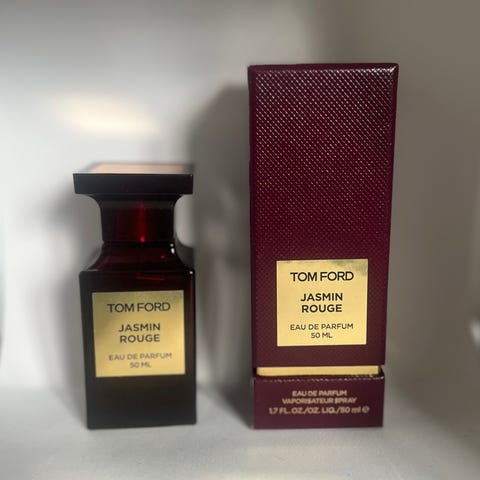 TOM FORD
JASMIN
ROUGE
EAU DE PARFUM
50 ML
TOM FORD
JASMIN
ROUGE
EAU DE PARFUM
50 ML
EAU DE PARFUM
VAPORISATEUR SPRAY
1.7 FL. OZ./OZ. LIQ./50 ml e